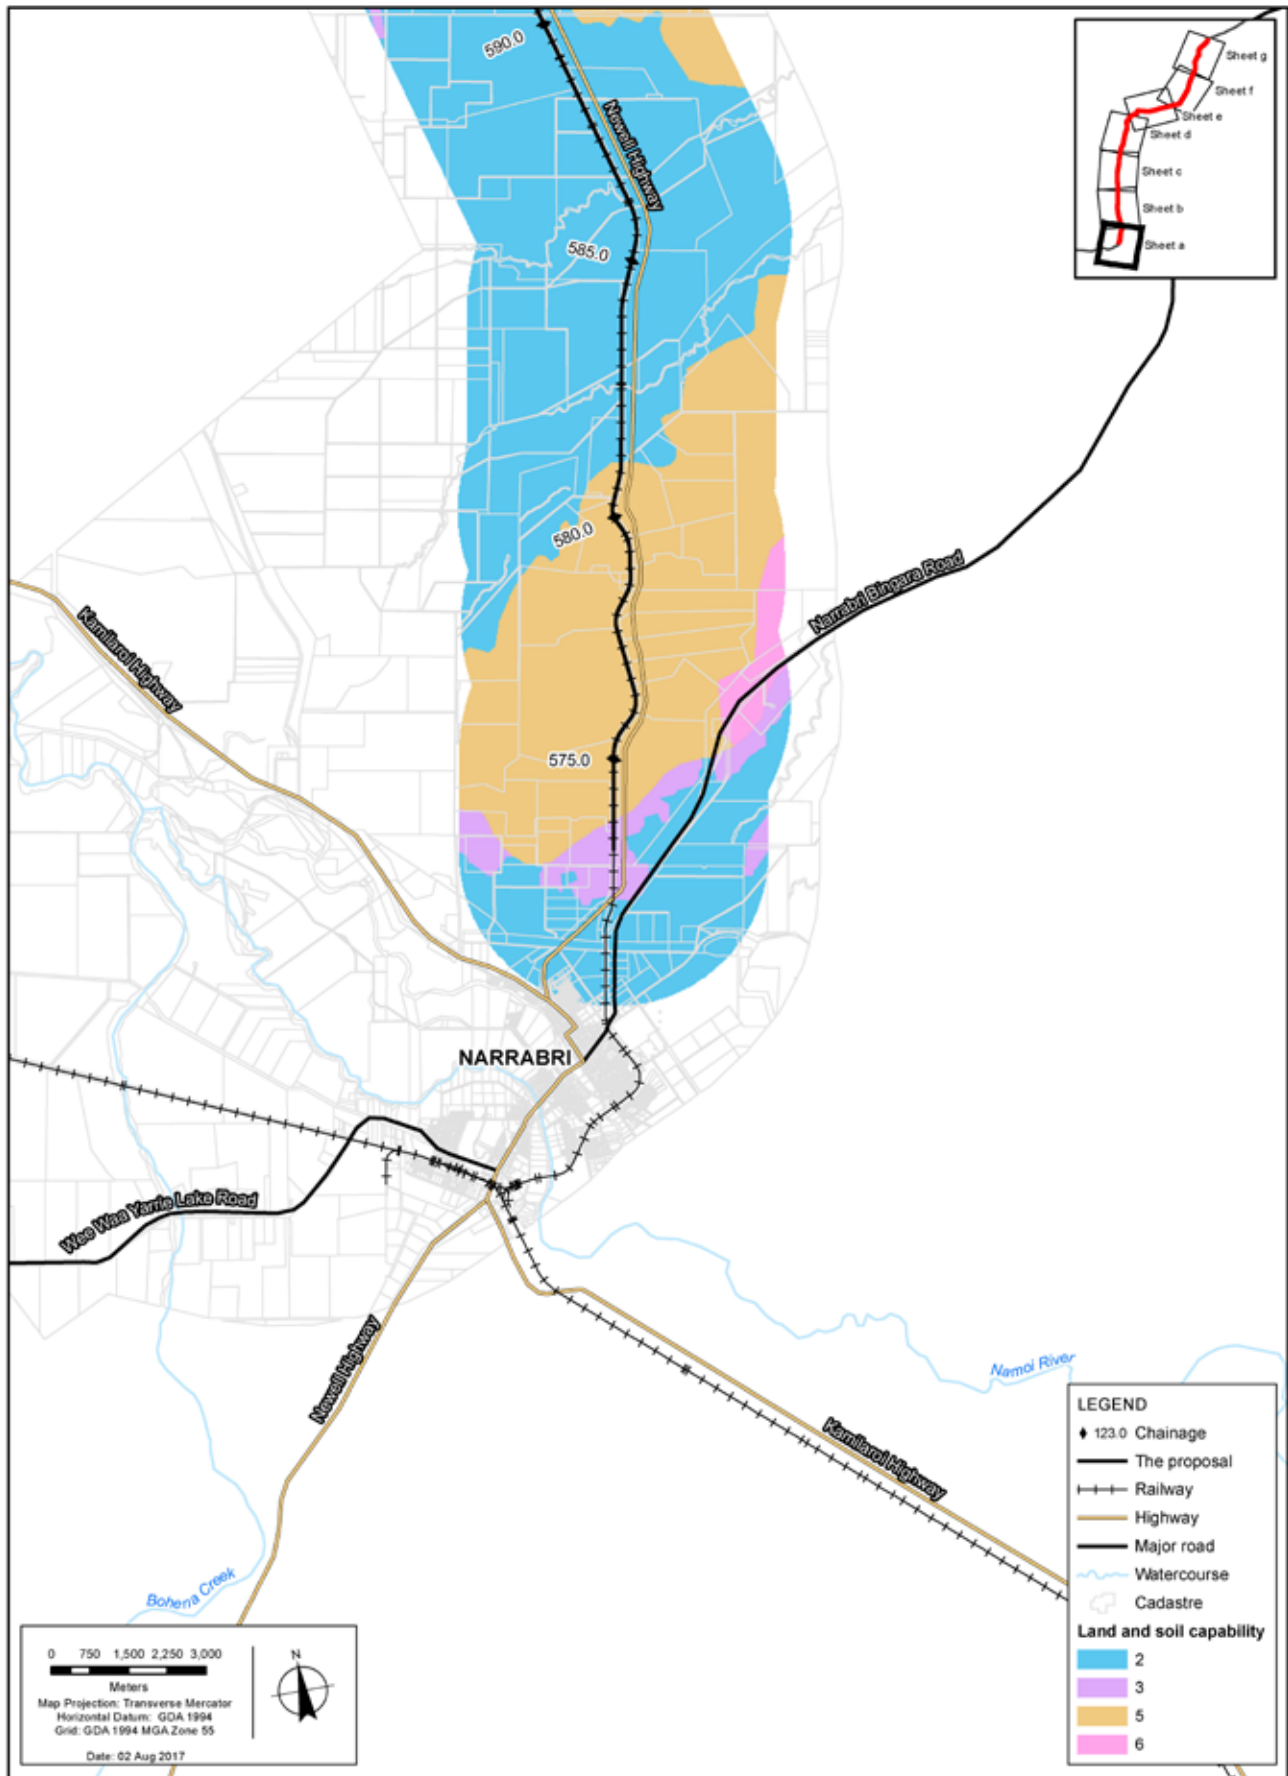 590.0
Newell Highway
585.0
580.0
575.0
Sheet g
Sheet f
Sheet e
Sheet d
Sheet c
Sheet b
Sheet a
Narrabri Bingara Road
Kamilaroi Highway
NARRABRI
Wee Waa Yarrie Lake Road
Newell Highway
Namoi River
Kamilaroi Highway
Bohena Creek
LEGEND
123.0 Chainage
The proposal
Railway
Highway
Major road
Watercourse
Cadastre
Land and soil capability
2
3
5
6
0 750 1,500 2,250 3,000
Meters
Map Projection: Transverse Mercator
Horizontal Datum: GDA 1994
Grid: GDA 1994 MGA Zone 55
Date: 02 Aug 2017
N